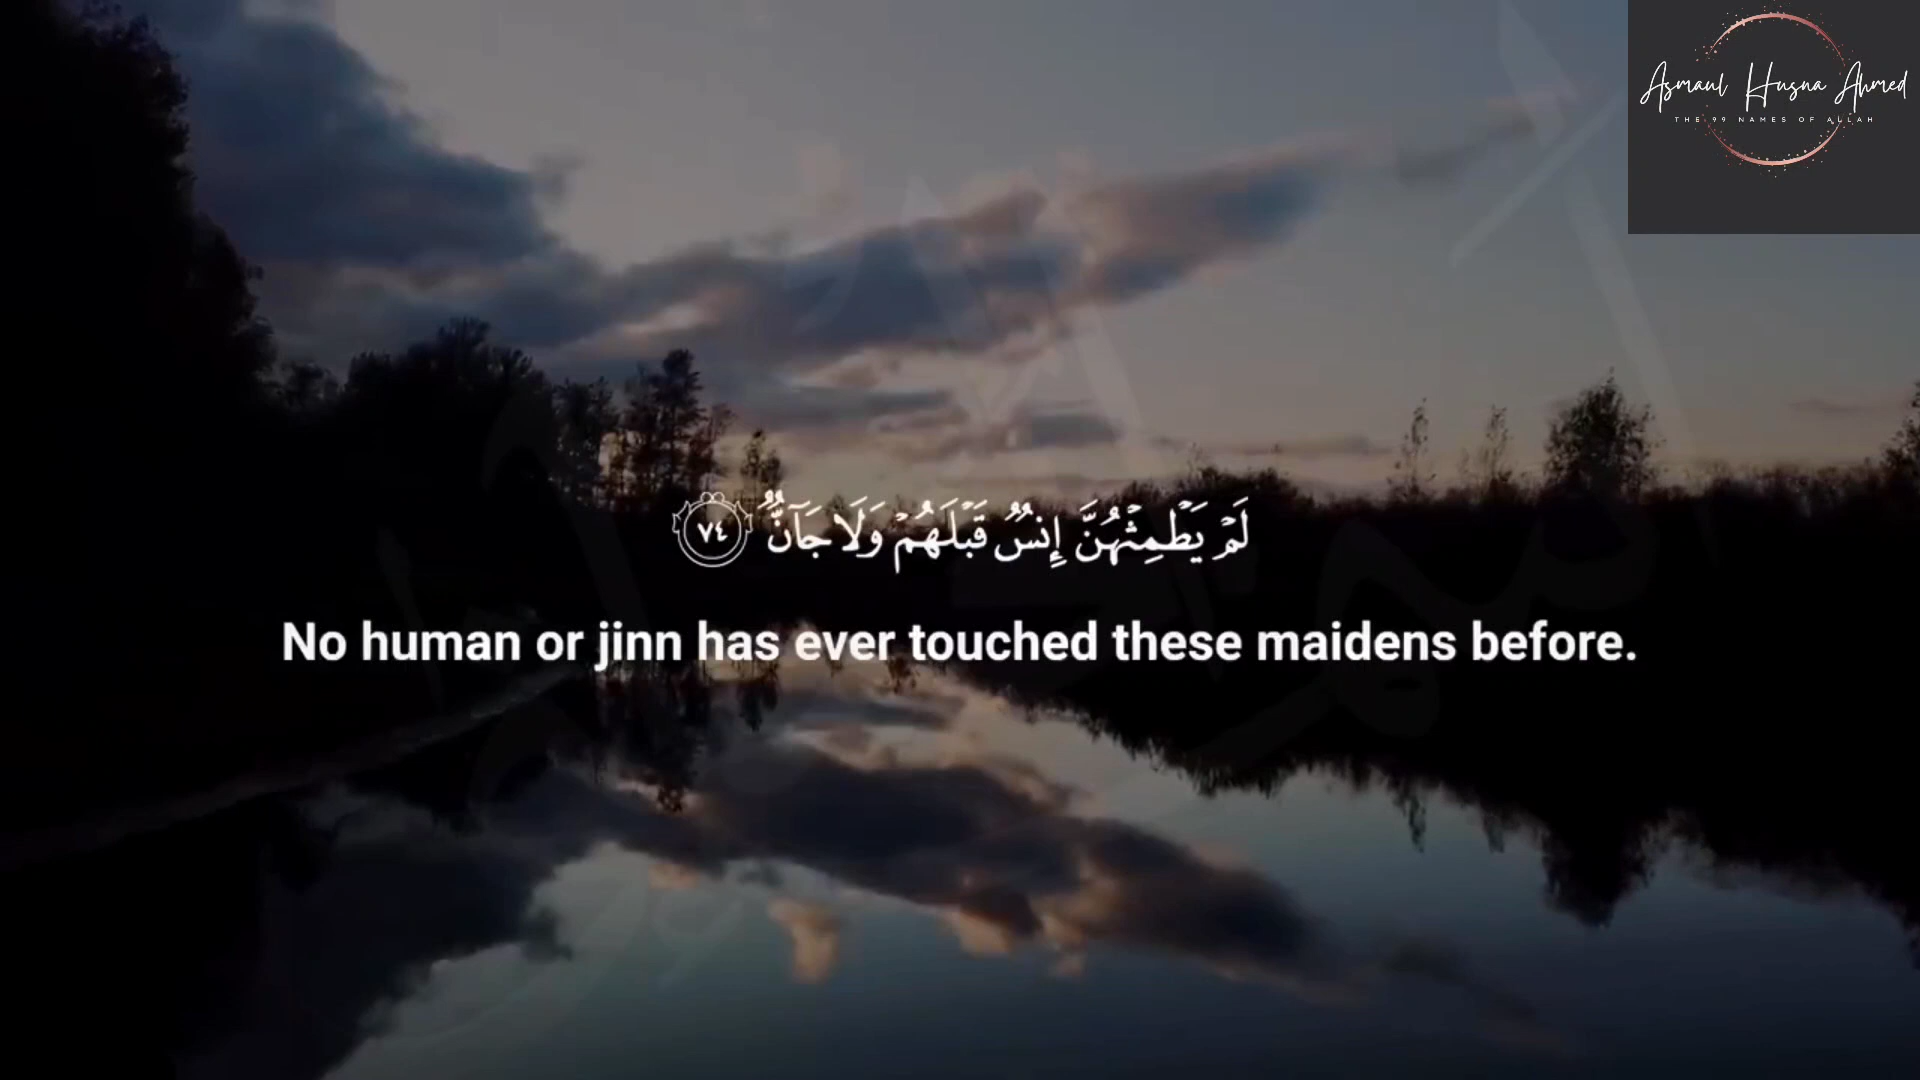 Asmaul Husna Ahmed
THE 99 NAMES OF ALLAH
لَمْ يَطْمِثْهُنَّ إِنسٌ قَبْلَهُمْ وَلَا جَآنٌّ ٧٤
No human or jinn has ever touched these maidens before.